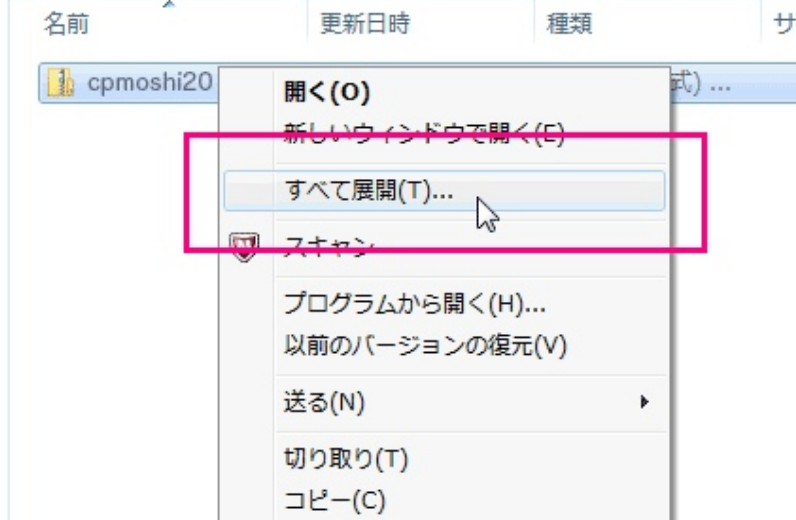 名前 更新日時 種類 サ
cpmoshi20 式) ...
開く(O)
新しいウィンドウで開く(E)
すべて展開(T)...
スキャン
プログラムから開く(H)...
以前のバージョンの復元(V)
送る(N)
切り取り(T)
コピー(C)